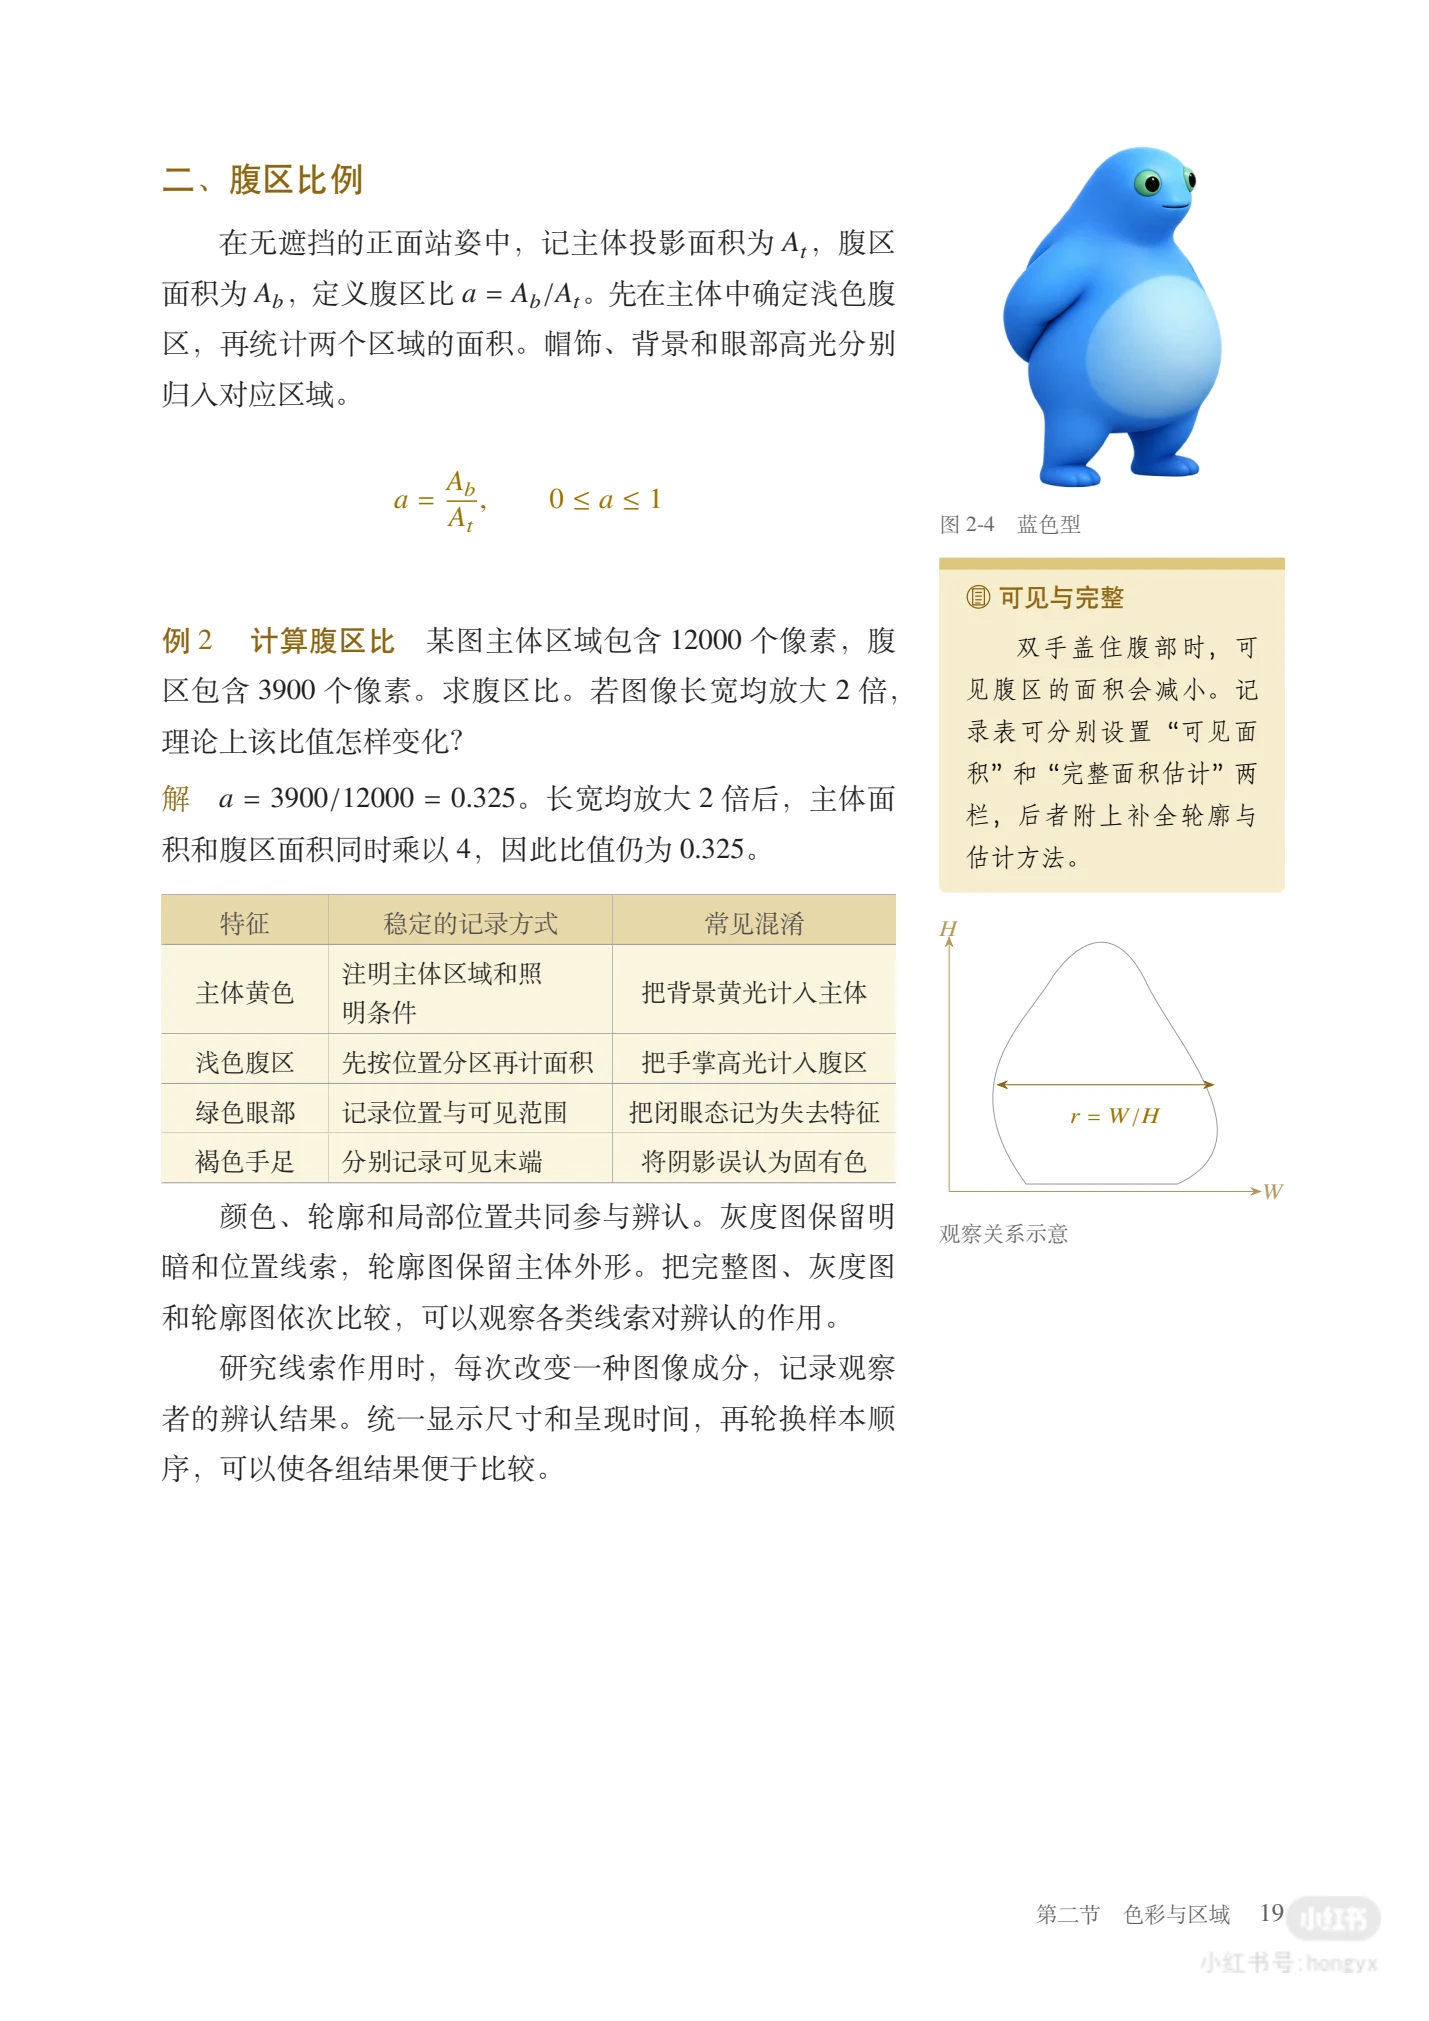 二、腹区比例
在无遮挡的正面站姿中，记主体投影面积为 Aₜ，腹区
面积为 A_b，定义腹区比 a = A_b/Aₜ。先在主体中确定浅色腹
区，再统计两个区域的面积。帽饰、背景和眼部高光分别
归入对应区域。
a = A_b/Aₜ, 0 ≤ a ≤ 1
例 2 计算腹区比 某图主体区域包含 12000 个像素，腹
区包含 3900 个像素。求腹区比。若图像长宽均放大 2 倍，
理论上该比值怎样变化？
解 a = 3900/12000 = 0.325。长宽均放大 2 倍后，主体面
积和腹区面积同时乘以 4，因此比值仍为 0.325。
特征 稳定的记录方式 常见混淆
主体黄色 注明主体区域和照
明条件 把背景黄光计入主体
浅色腹区 先按位置分区再计面积 把手掌高光计入腹区
绿色眼部 记录位置与可见范围 把闭眼态记为失去特征
褐色手足 分别记录可见末端 将阴影误认为固有色
颜色、轮廓和局部位置共同参与辨认。灰度图保留明
暗和位置线索，轮廓图保留主体外形。把完整图、灰度图
和轮廓图依次比较，可以观察各类线索对辨认的作用。
研究线索作用时，每次改变一种图像成分，记录观察
者的辨认结果。统一显示尺寸和呈现时间，再轮换样本顺
序，可以使各组结果便于比较。
图 2-4 蓝色型
可见与完整
双手盖住腹部时，可
见腹区的面积会减小。记
录表可分别设置“可见面
积”和“完整面积估计”两
栏，后者附上补全轮廓与
估计方法。
H
r = W/H
W
观察关系示意
第二节 色彩与区域 19
小红书
小红书号:hongyx